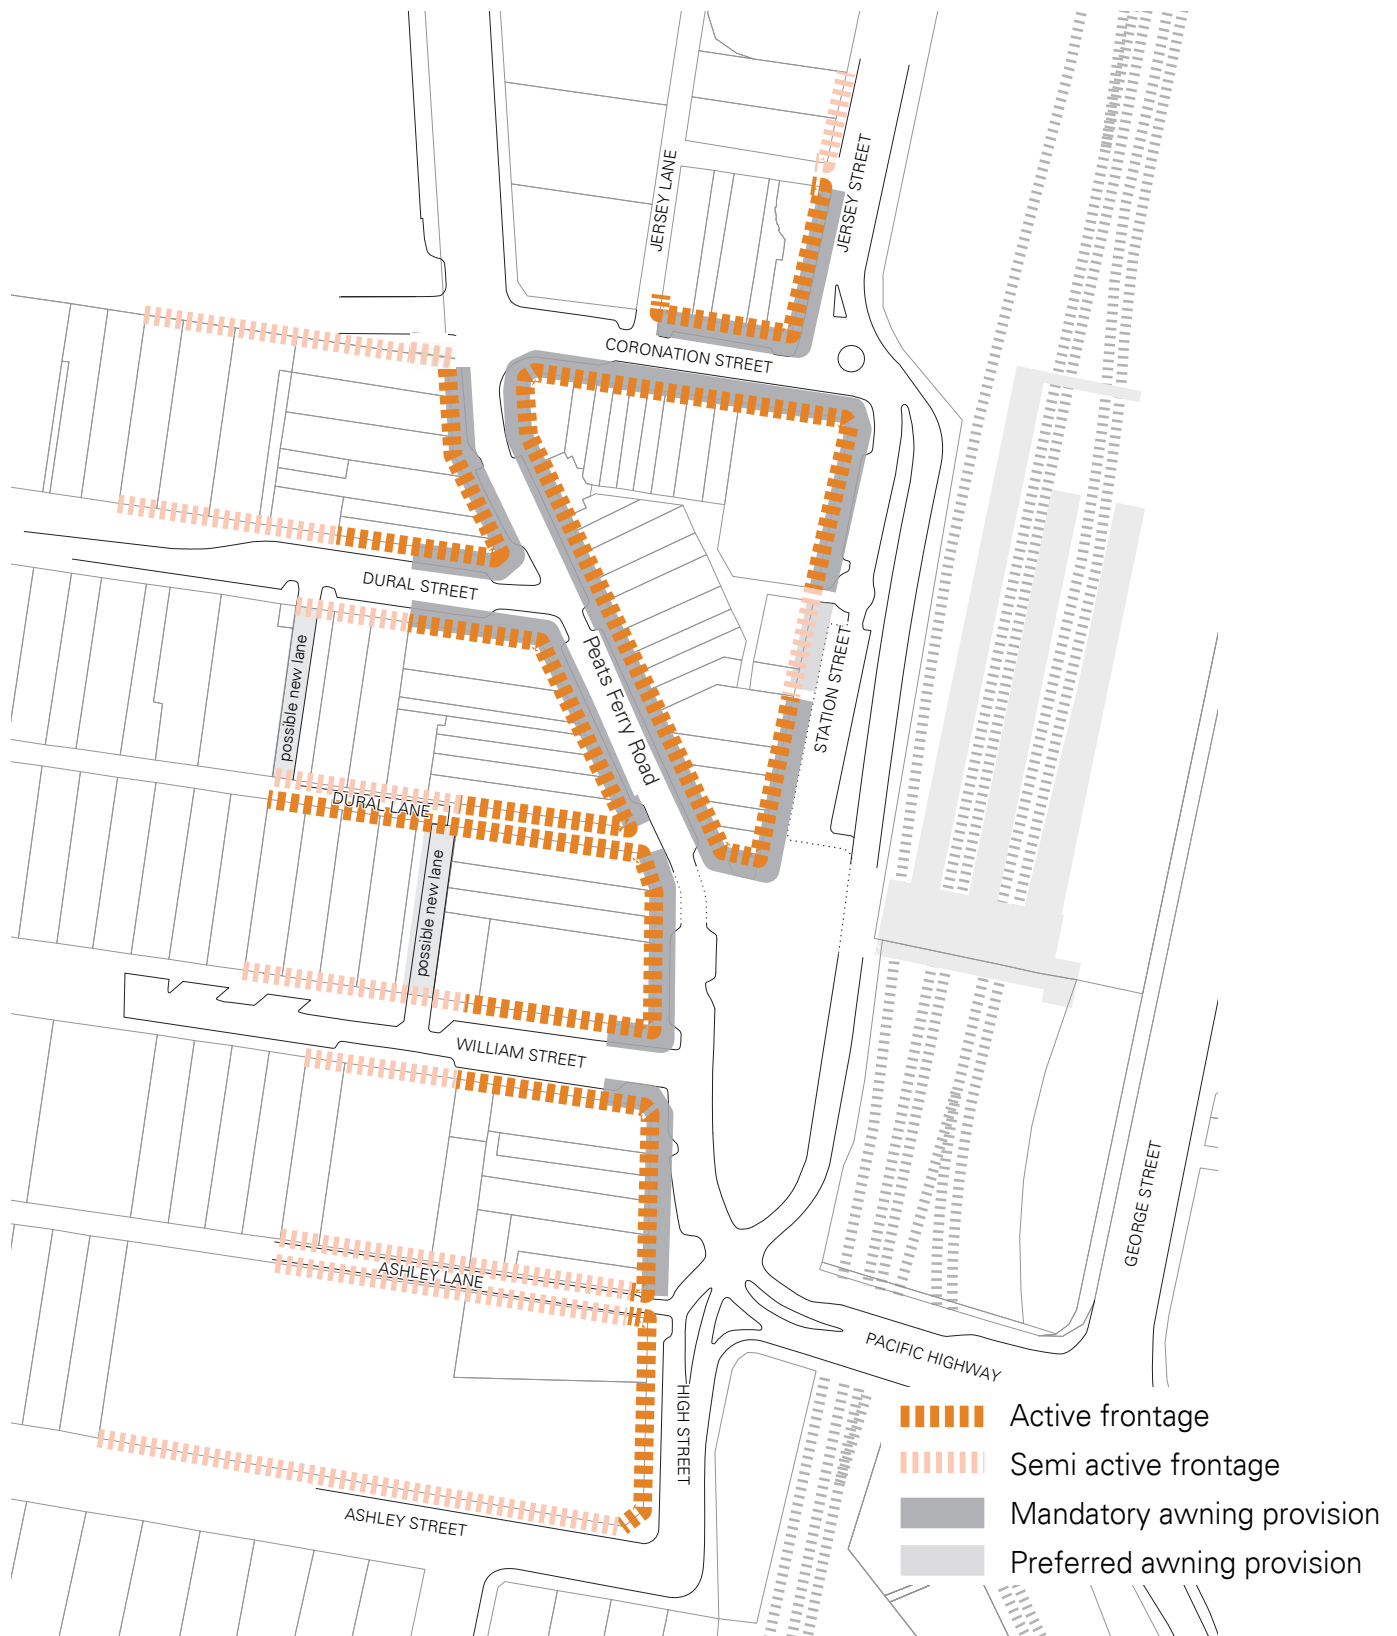 JERSEY LANE
JERSEY STREET
CORONATION STREET
DURAL STREET
Peats Ferry Road
STATION STREET
possible new lane
DURAL LANE
possible new lane
WILLIAM STREET
ASHLEY LANE
GEORGE STREET
PACIFIC HIGHWAY
HIGH STREET
ASHLEY STREET
Active frontage
Semi active frontage
Mandatory awning provision
Preferred awning provision